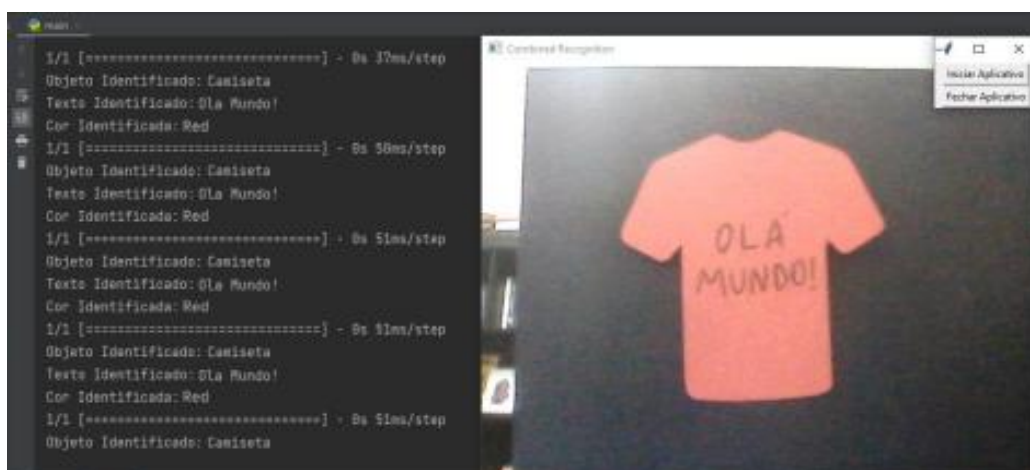 main
1/1 [==============================] - 0s 37ms/step
Objeto Identificado: Camiseta
Texto Identificado: Ola Mundo!
Cor Identificada: Red
1/1 [==============================] - 0s 50ms/step
Objeto Identificado: Camiseta
Texto Identificado: Ola Mundo!
Cor Identificada: Red
1/1 [==============================] - 0s 51ms/step
Objeto Identificado: Camiseta
Texto Identificado: Ola Mundo!
Cor Identificada: Red
1/1 [==============================] - 0s 51ms/step
Objeto Identificado: Camiseta
Texto Identificado: Ola Mundo!
Cor Identificada: Red
1/1 [==============================] - 0s 51ms/step
Objeto Identificado: Camiseta
Combined Recognition
Iniciar Aplicativo
Fechar Aplicativo
OLÁ
MUNDO!